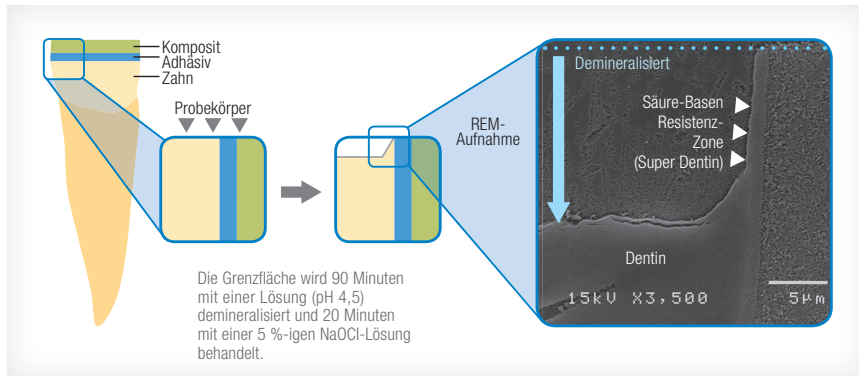 Komposit
Adhäsiv
Zahn
Probekörper
Die Grenzfläche wird 90 Minuten
mit einer Lösung (pH 4,5)
demineralisiert und 20 Minuten
mit einer 5 %-igen NaOCl-Lösung
behandelt.
REM-
Aufnahme
Demineralisiert
Säure-Basen
Resistenz-
Zone
(Super Dentin)
Dentin
15kV X3,500 5µm